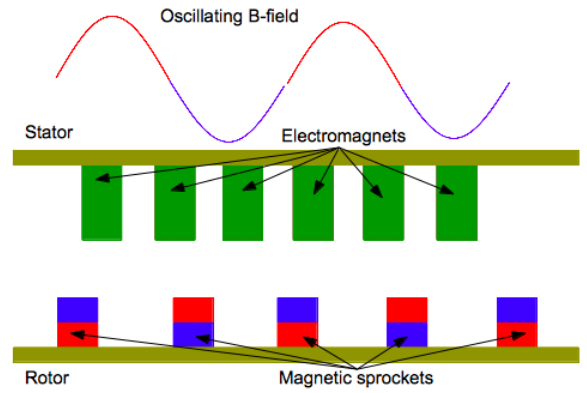 Oscillating B-field
Stator
Electromagnets
Rotor
Magnetic sprockets